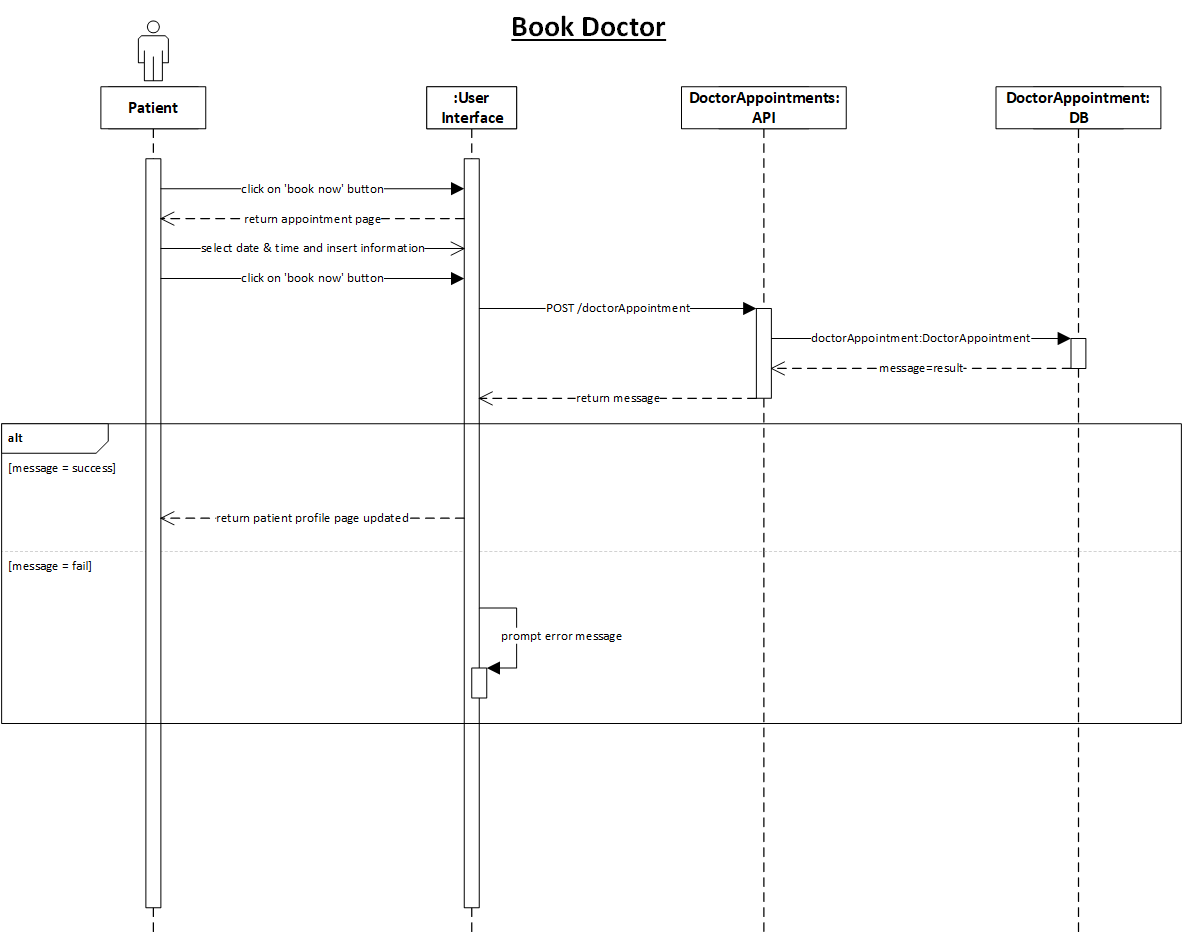 Book Doctor
Patient
:User
Interface
DoctorAppointments:
API
DoctorAppointment:
DB
click on 'book now' button
return appointment page
select date & time and insert information
click on 'book now' button
POST /doctorAppointment
doctorAppointment:DoctorAppointment
message=result
return message
alt
[message = success]
return patient profile page updated
[message = fail]
prompt error message